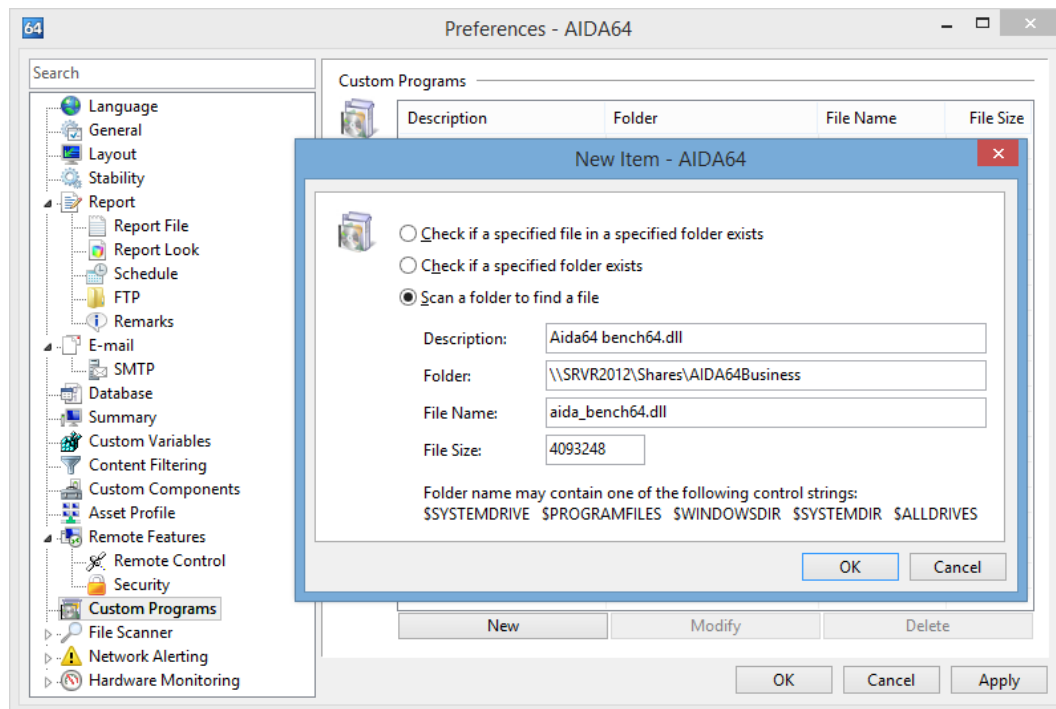 64
Preferences - AIDA64
Search
Language
General
Layout
Stability
Report
Report File
Report Look
Schedule
FTP
Remarks
E-mail
SMTP
Database
Summary
Custom Variables
Content Filtering
Custom Components
Asset Profile
Remote Features
Remote Control
Security
Custom Programs
File Scanner
Network Alerting
Hardware Monitoring
Custom Programs
Description Folder File Name File Size
New Item - AIDA64
Check if a specified file in a specified folder exists
Check if a specified folder exists
Scan a folder to find a file
Description: Aida64 bench64.dll
Folder: \\SRVR2012\Shares\AIDA64Business
File Name: aida_bench64.dll
File Size: 4093248
Folder name may contain one of the following control strings:
$SYSTEMDRIVE $PROGRAMFILES $WINDOWSDIR $SYSTEMDIR $ALLDRIVES
OK Cancel
New Modify Delete
OK Cancel Apply